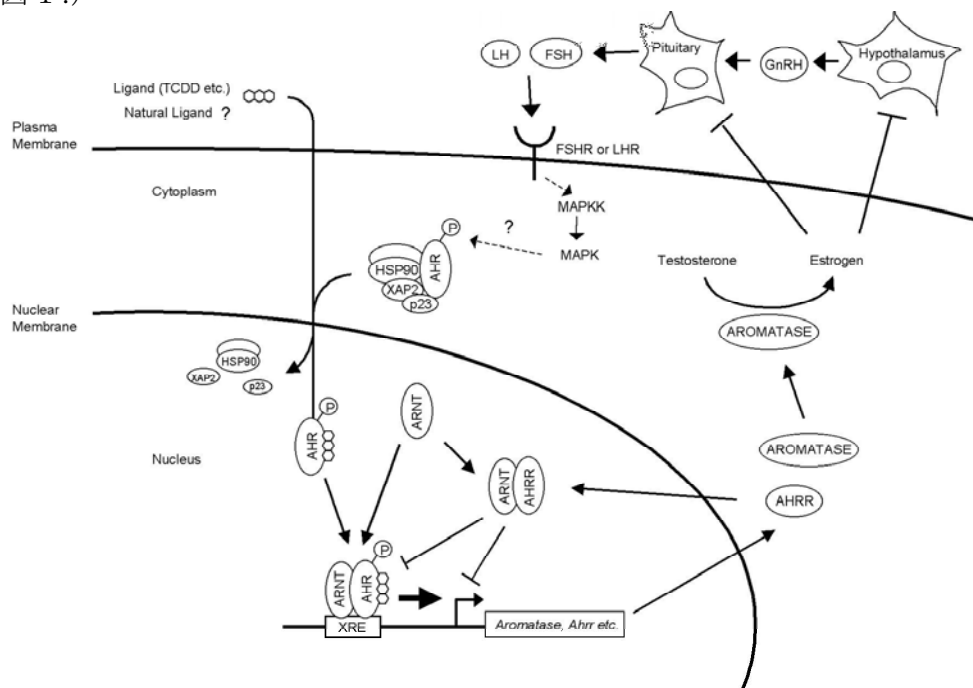 図 1 .)
LH
FSH
Pituitary
GnRH
Hypothalamus
Ligand (TCDD etc.)
Natural Ligand ?
Plasma
Membrane
FSHR or LHR
Cytoplasm
MAPKK
?
MAPK
P
HSP90
AHR
XAP2
p23
Testosterone
Estrogen
Nuclear
Membrane
AROMATASE
HSP90
XAP2
p23
P
ARNT
AHR
Nucleus
AROMATASE
ARNT
AHRR
AHRR
P
ARNT
AHR
XRE
Aromatase, Ahrr etc.